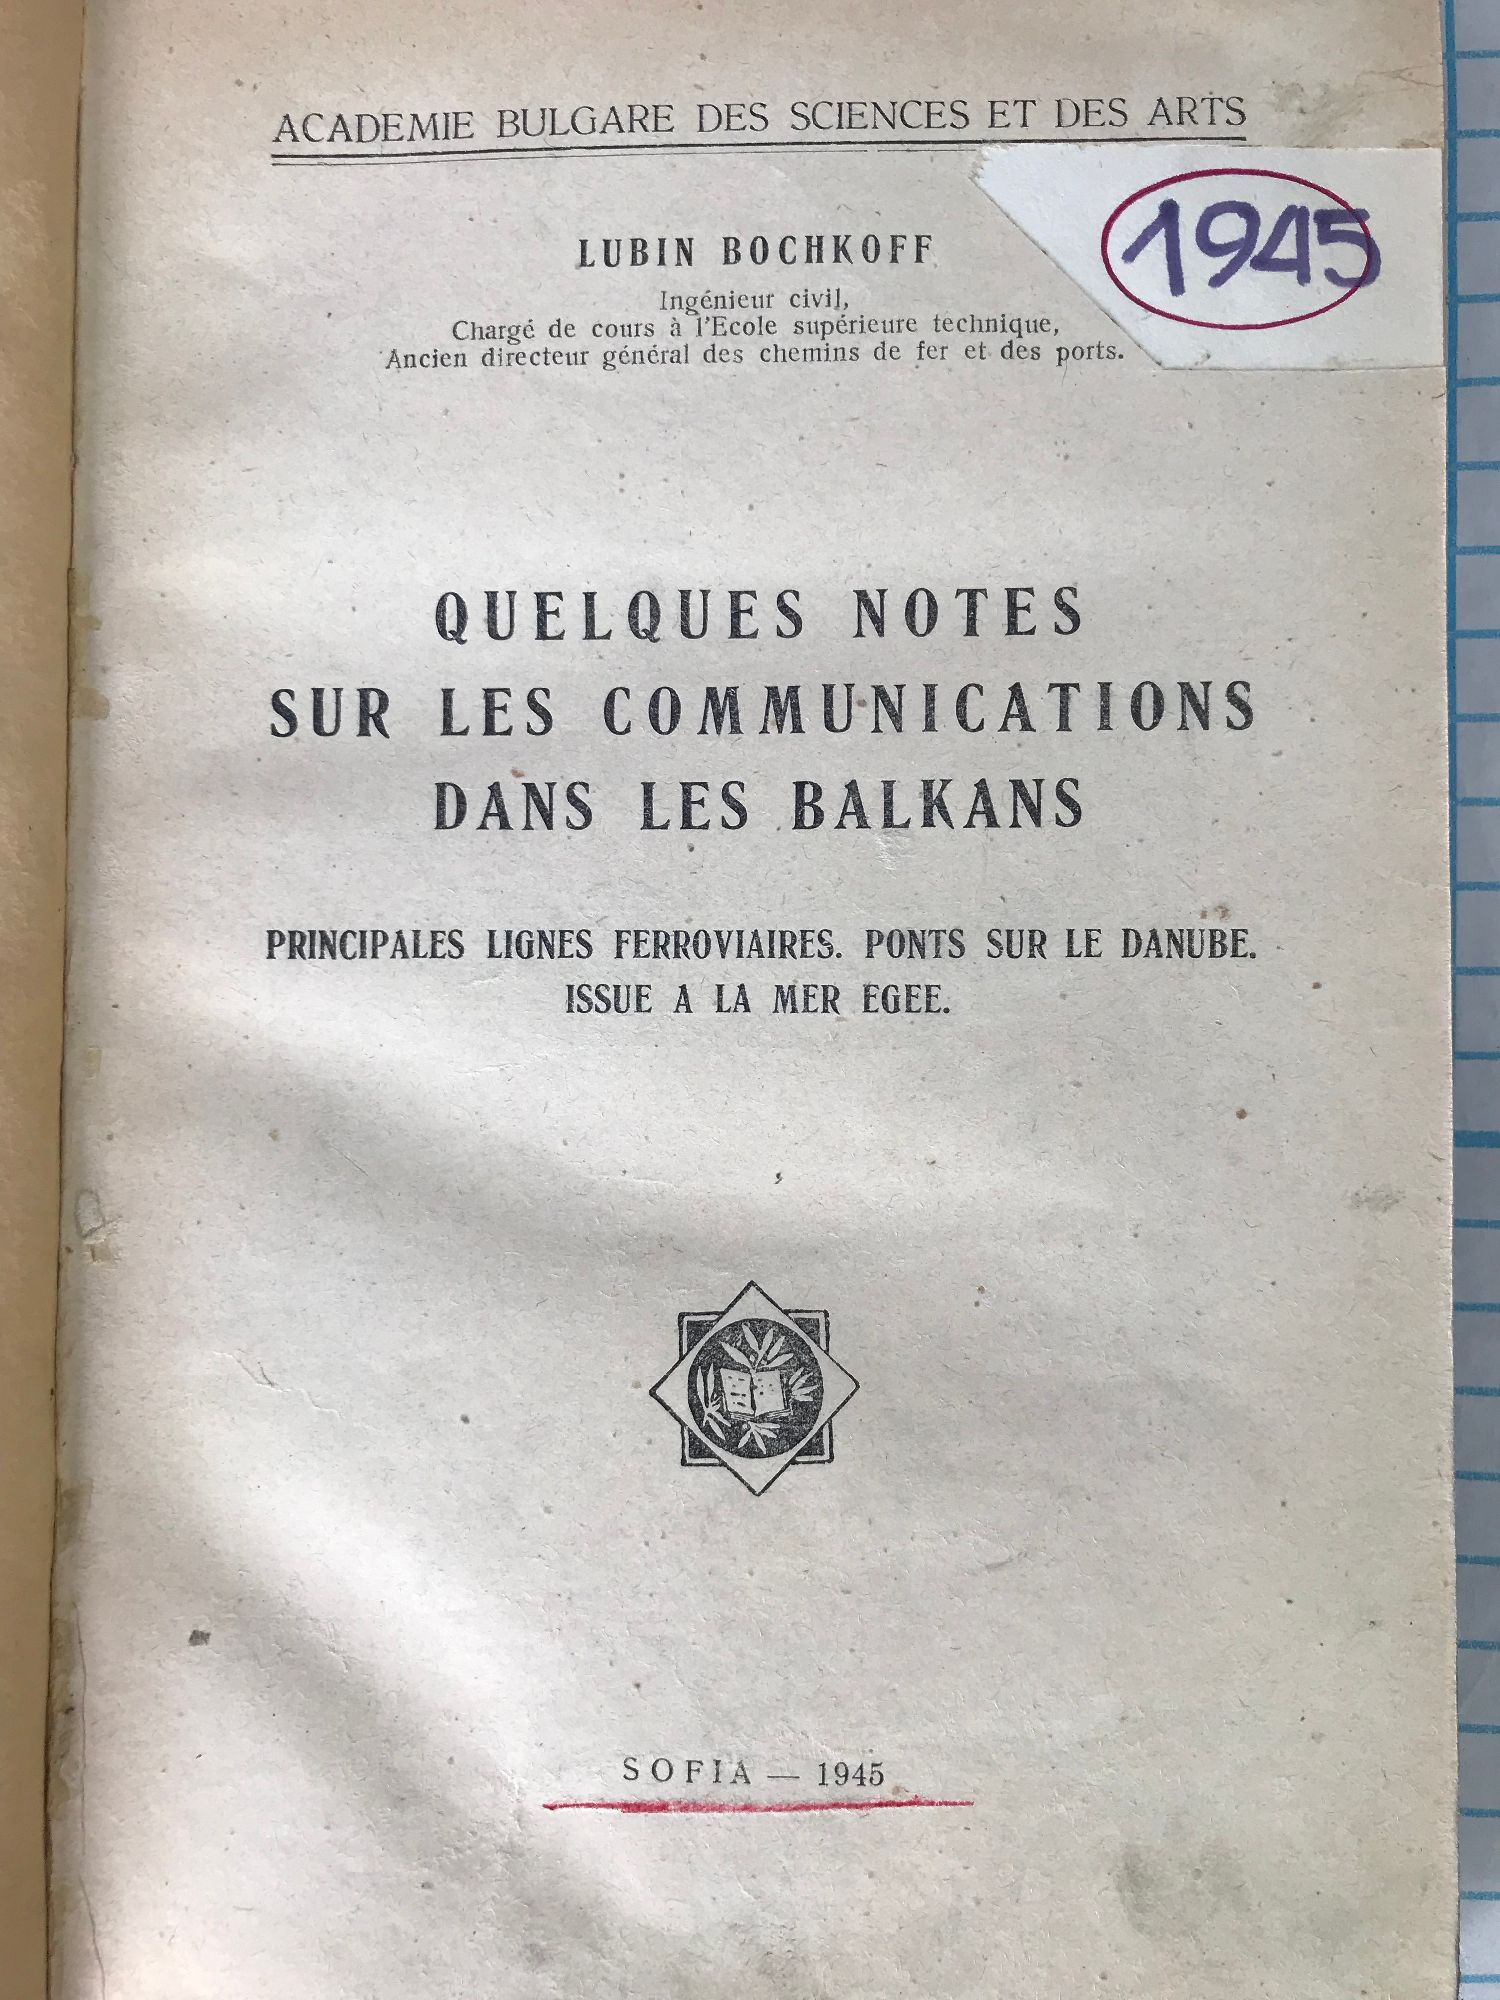 ACADEMIE BULGARE DES SCIENCES ET DES ARTS
1945
LUBIN BOCHKOFF
Ingénieur civil,
Chargé de cours à l'Ecole supérieure technique,
Ancien directeur général des chemins de fer et des ports.
QUELQUES NOTES
SUR LES COMMUNICATIONS
DANS LES BALKANS
PRINCIPALES LIGNES FERROVIAIRES. PONTS SUR LE DANUBE.
ISSUE A LA MER EGEE.
SOFIA — 1945